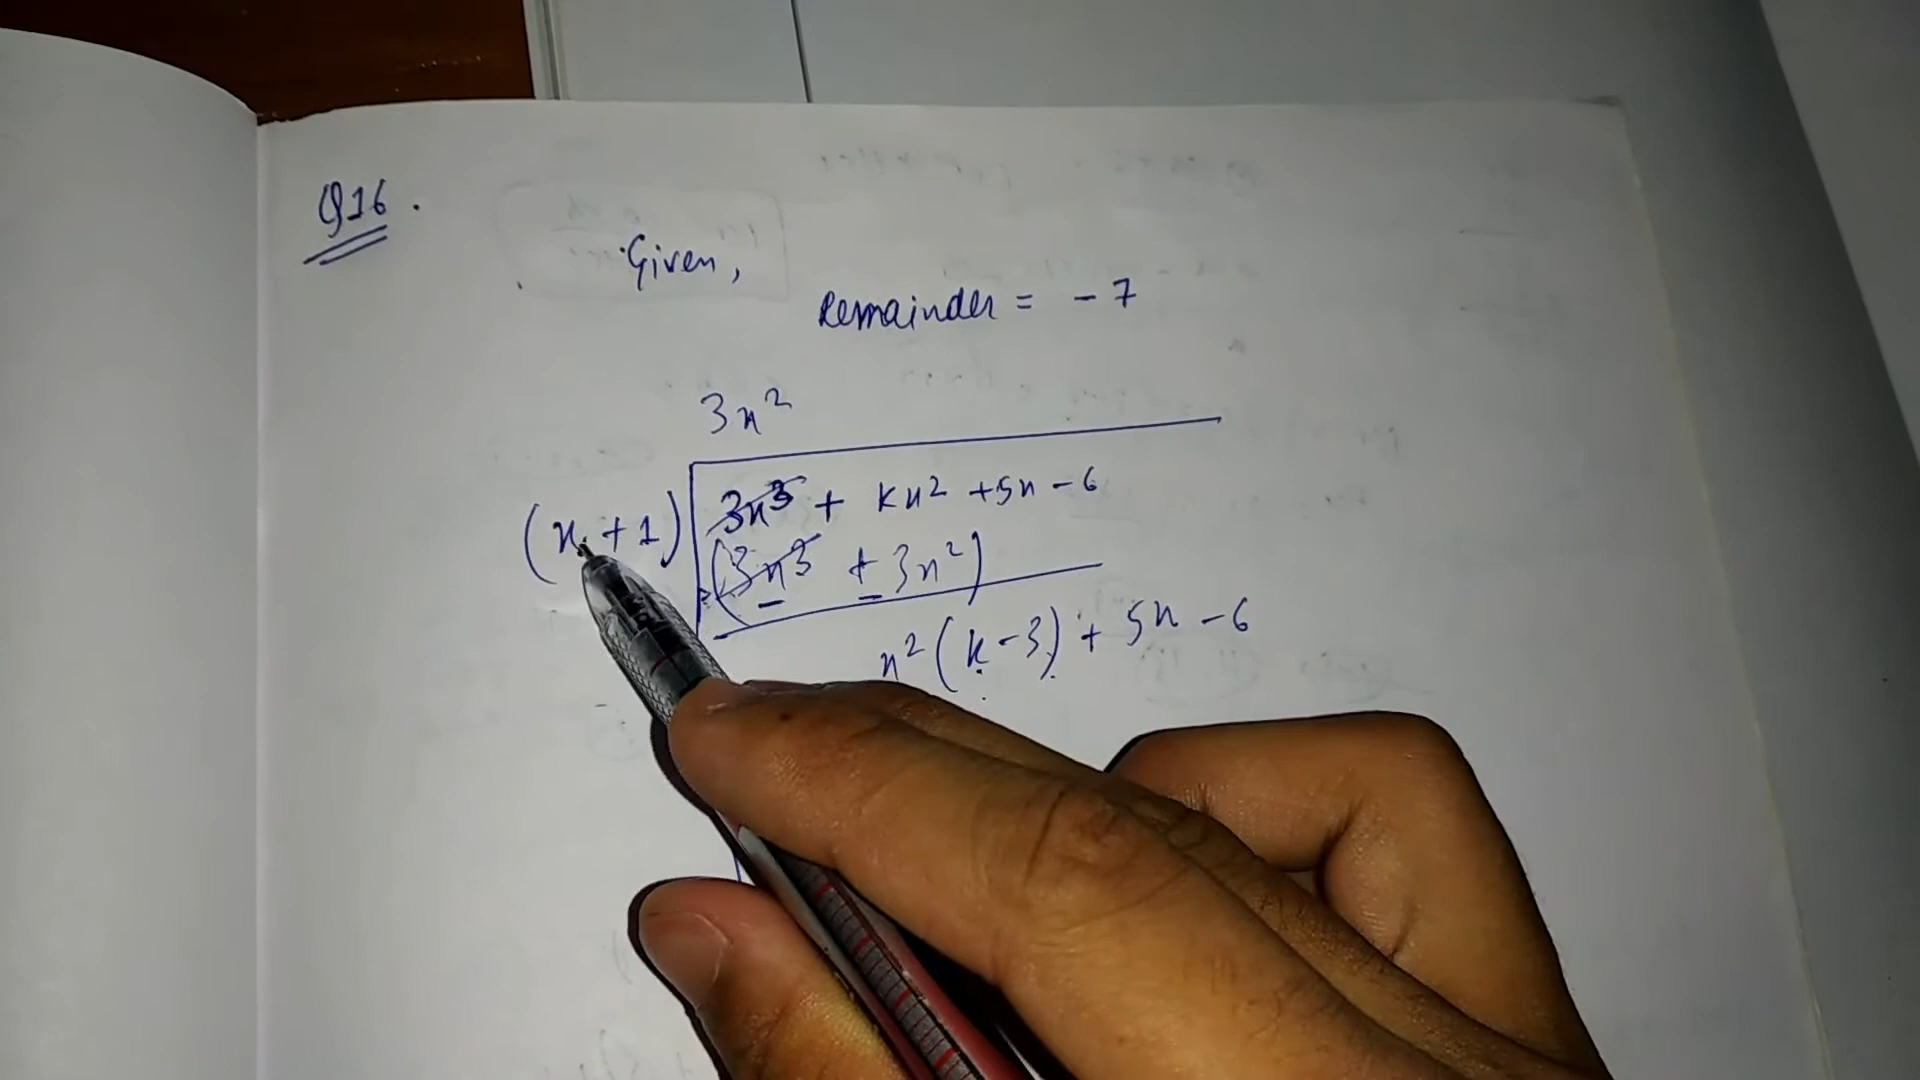 Q16.
Given,
Remainder = -7
3x²
(x + 1) 3x³ + kx² + 5x - 6
(3x³ + 3x²)
x² (k - 3) + 5x - 6